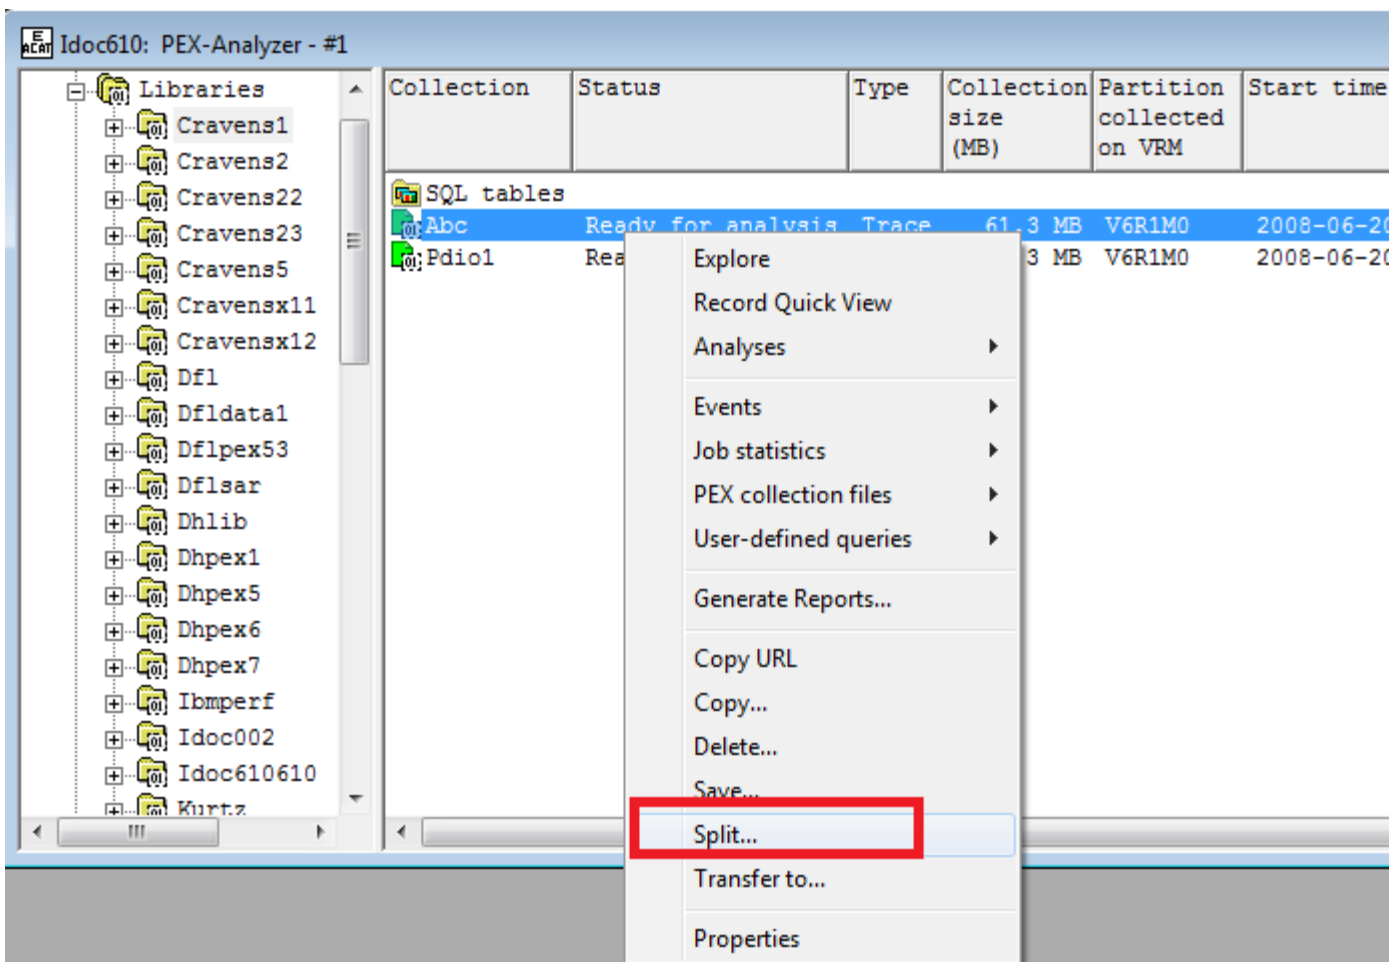 E
ACAT
Idoc610: PEX-Analyzer - #1
Libraries
Cravens1
Cravens2
Cravens22
Cravens23
Cravens5
Cravensx11
Cravensx12
Dfl
Dfldata1
Dflpex53
Dflsar
Dhlib
Dhpex1
Dhpex5
Dhpex6
Dhpex7
Ibmperf
Idoc002
Idoc610610
Kurtz
Collection Status Type Collection size (MB) Partition collected on VRM Start time
SQL tables
Abc Ready for analysis Trace 61.3 MB V6R1M0 2008-06-20
Pdio1 Rea 3 MB V6R1M0 2008-06-20
Explore
Record Quick View
Analyses
Events
Job statistics
PEX collection files
User-defined queries
Generate Reports...
Copy URL
Copy...
Delete...
Save...
Split...
Transfer to...
Properties